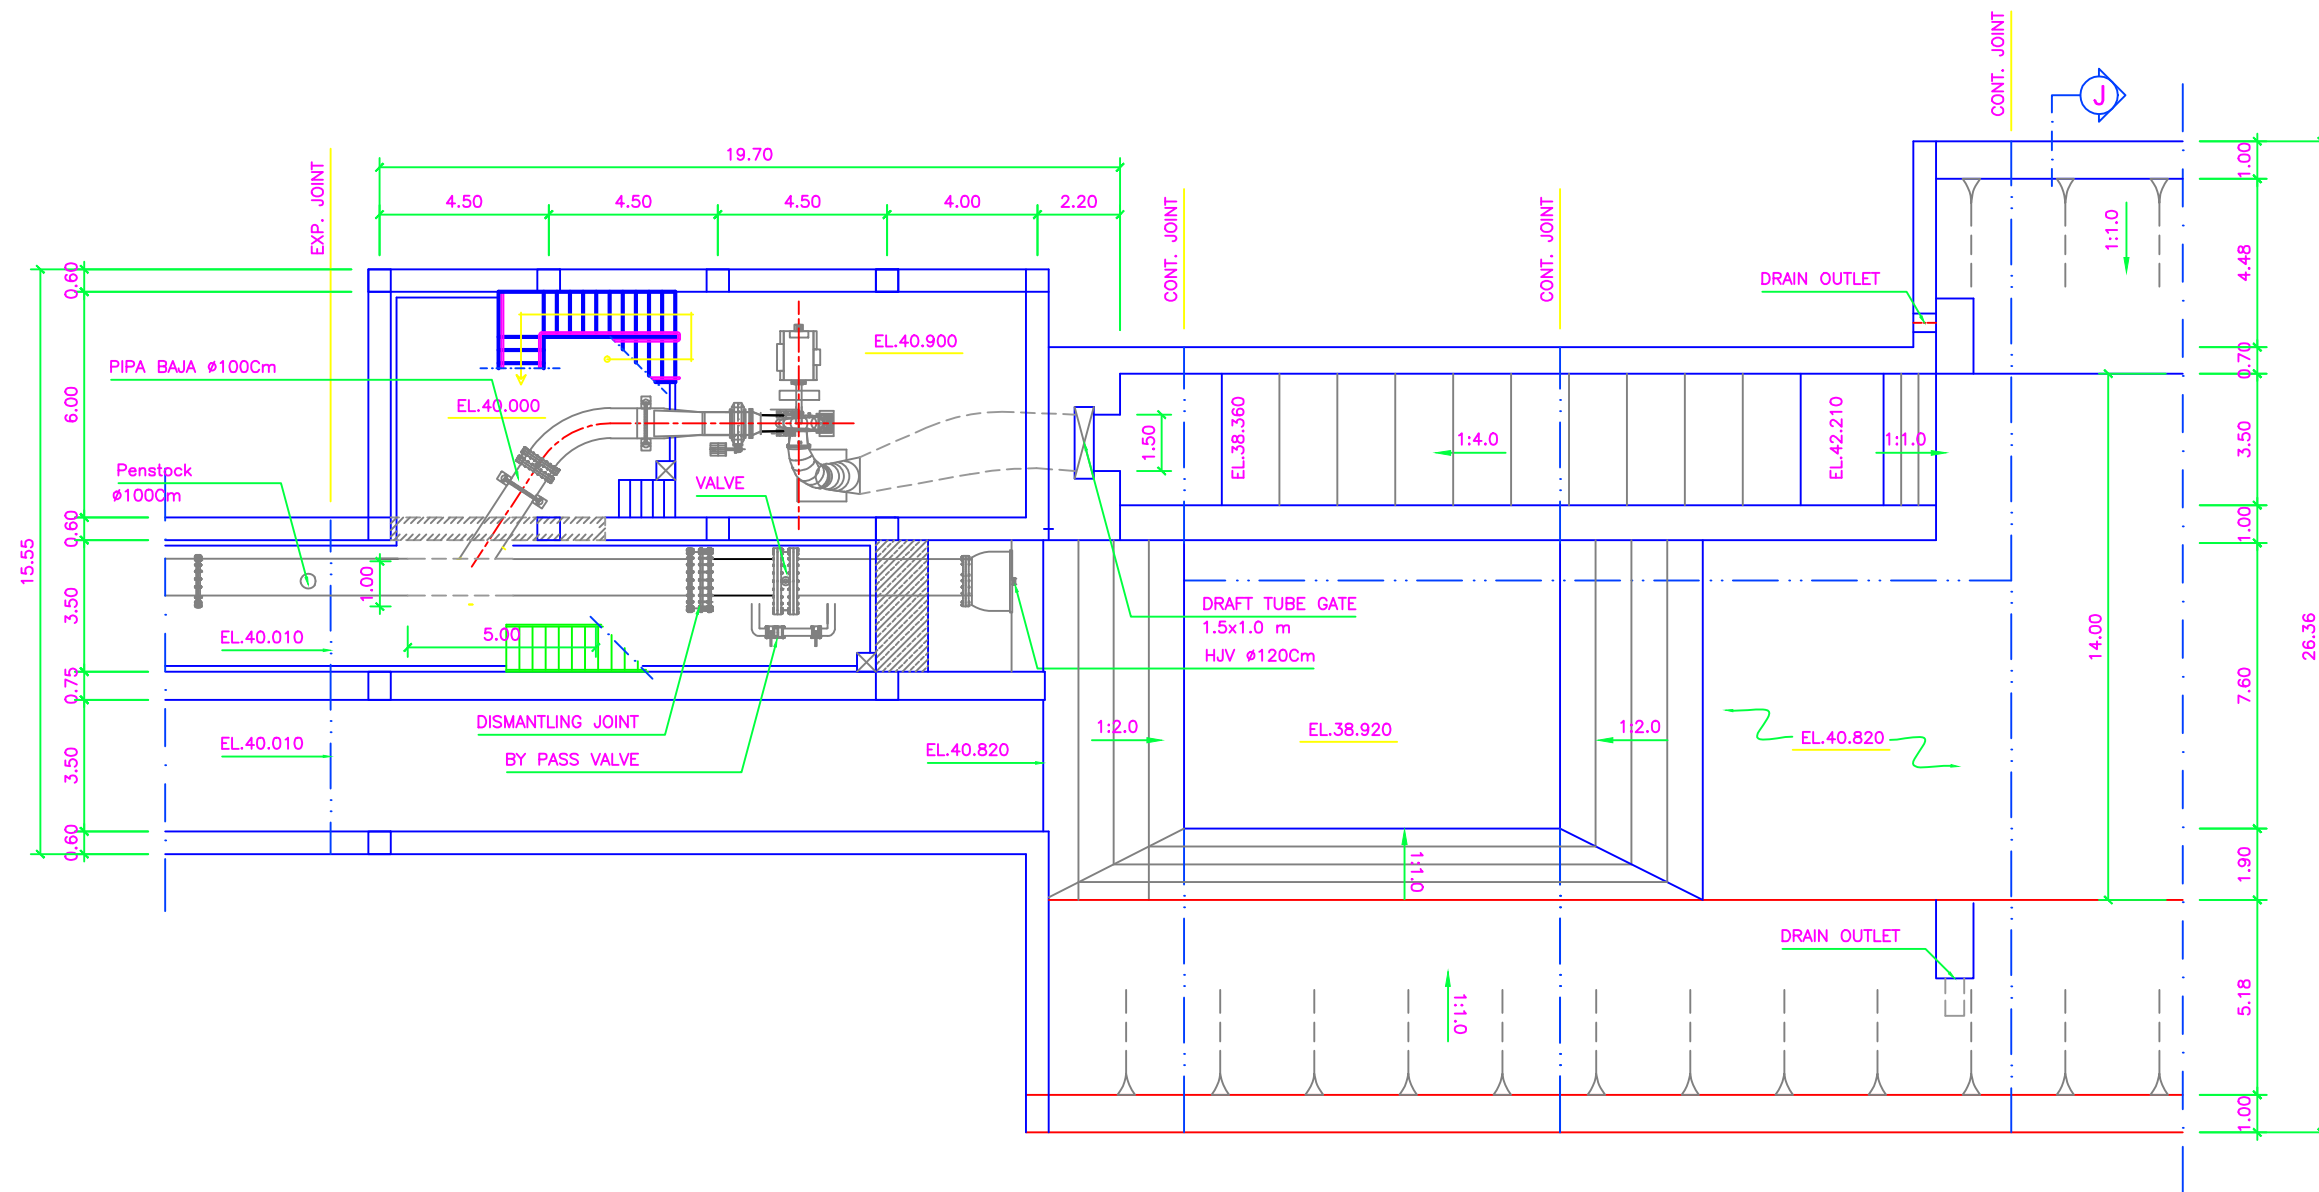 CONT. JOINT
J
19.70
1.00
EXP. JOINT
4.50
4.50
4.50
4.00
2.20
CONT. JOINT
CONT. JOINT
1:1.0
4.48
DRAIN OUTLET
0.60
EL.40.900
PIPA BAJA ø100Cm
0.70
6.00
EL.40.000
EL.38.360
1:4.0
EL.42.210
1:1.0
3.50
1.50
Penstock
ø100Cm
VALVE
0.60
1.00
15.55
1.00
3.50
DRAFT TUBE GATE
1.5x1.0 m
EL.40.010
5.00
14.00
26.36
HJV ø120Cm
0.75
7.60
DISMANTLING JOINT
1:2.0
EL.38.920
1:2.0
EL.40.820
EL.40.010
EL.40.820
BY PASS VALVE
3.50
0.60
1:1.0
1.90
DRAIN OUTLET
1:1.0
5.18
1.00